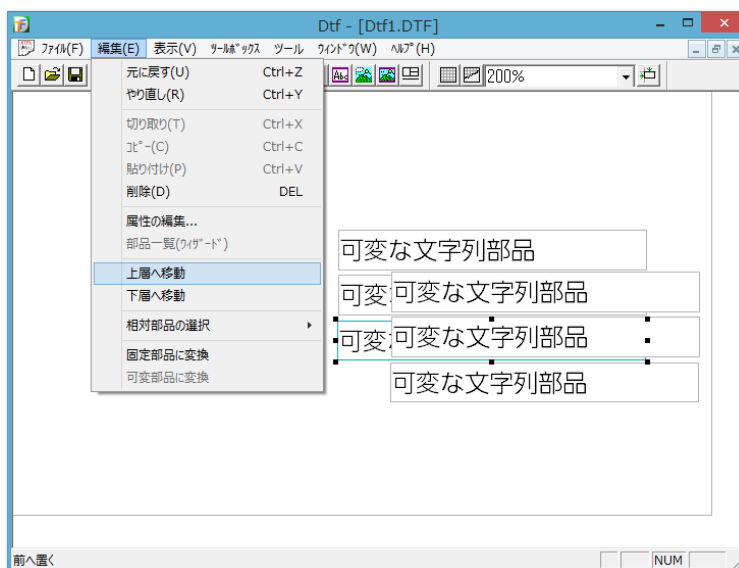 Dtf - [Dtf1.DTF]
ﾌｧｲﾙ(F) 編集(E) 表示(V) ﾂｰﾙﾎﾞｯｸｽ ツール ｳｨﾝﾄﾞｳ(W) ﾍﾙﾌﾟ(H)
Abc 200%
元に戻す(U) Ctrl+Z
やり直し(R) Ctrl+Y
切り取り(T) Ctrl+X
ｺﾋﾟｰ(C) Ctrl+C
貼り付け(P) Ctrl+V
削除(D) DEL
属性の編集...
部品一覧(ｳｨｻﾞｰﾄﾞ)
上層へ移動
下層へ移動
相対部品の選択
固定部品に変換
可変部品に変換
可変な文字列部品
可変 可変な文字列部品
可変 可変な文字列部品
可変な文字列部品
前へ置く NUM